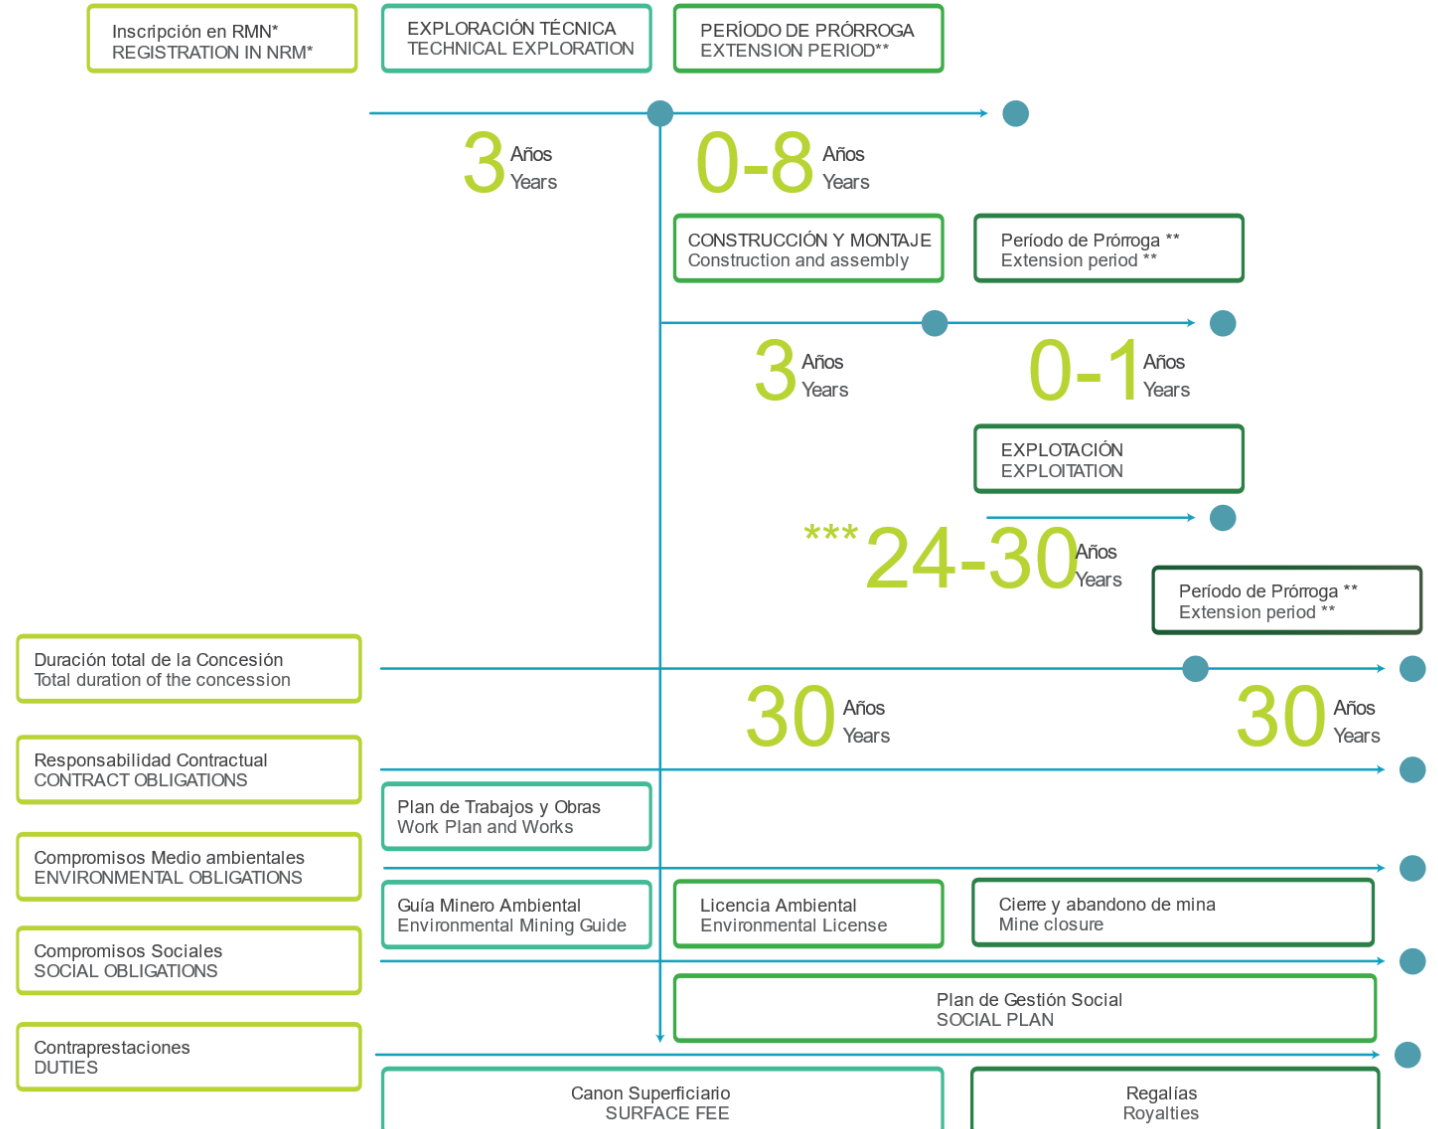 Inscripción en RMN*
REGISTRATION IN NRM*
EXPLORACIÓN TÉCNICA
TECHNICAL EXPLORATION
PERÍODO DE PRÓRROGA
EXTENSION PERIOD**
3 Años
Years
0-8 Años
Years
CONSTRUCCIÓN Y MONTAJE
Construction and assembly
Período de Prórroga **
Extension period **
3 Años
Years
0-1 Años
Years
EXPLOTACIÓN
EXPLOITATION
***24-30 Años
Years
Período de Prórroga **
Extension period **
Duración total de la Concesión
Total duration of the concession
30 Años
Years
30 Años
Years
Responsabilidad Contractual
CONTRACT OBLIGATIONS
Plan de Trabajos y Obras
Work Plan and Works
Compromisos Medio ambientales
ENVIRONMENTAL OBLIGATIONS
Guía Minero Ambiental
Environmental Mining Guide
Licencia Ambiental
Environmental License
Cierre y abandono de mina
Mine closure
Compromisos Sociales
SOCIAL OBLIGATIONS
Plan de Gestión Social
SOCIAL PLAN
Contraprestaciones
DUTIES
Canon Superficiario
SURFACE FEE
Regalías
Royalties